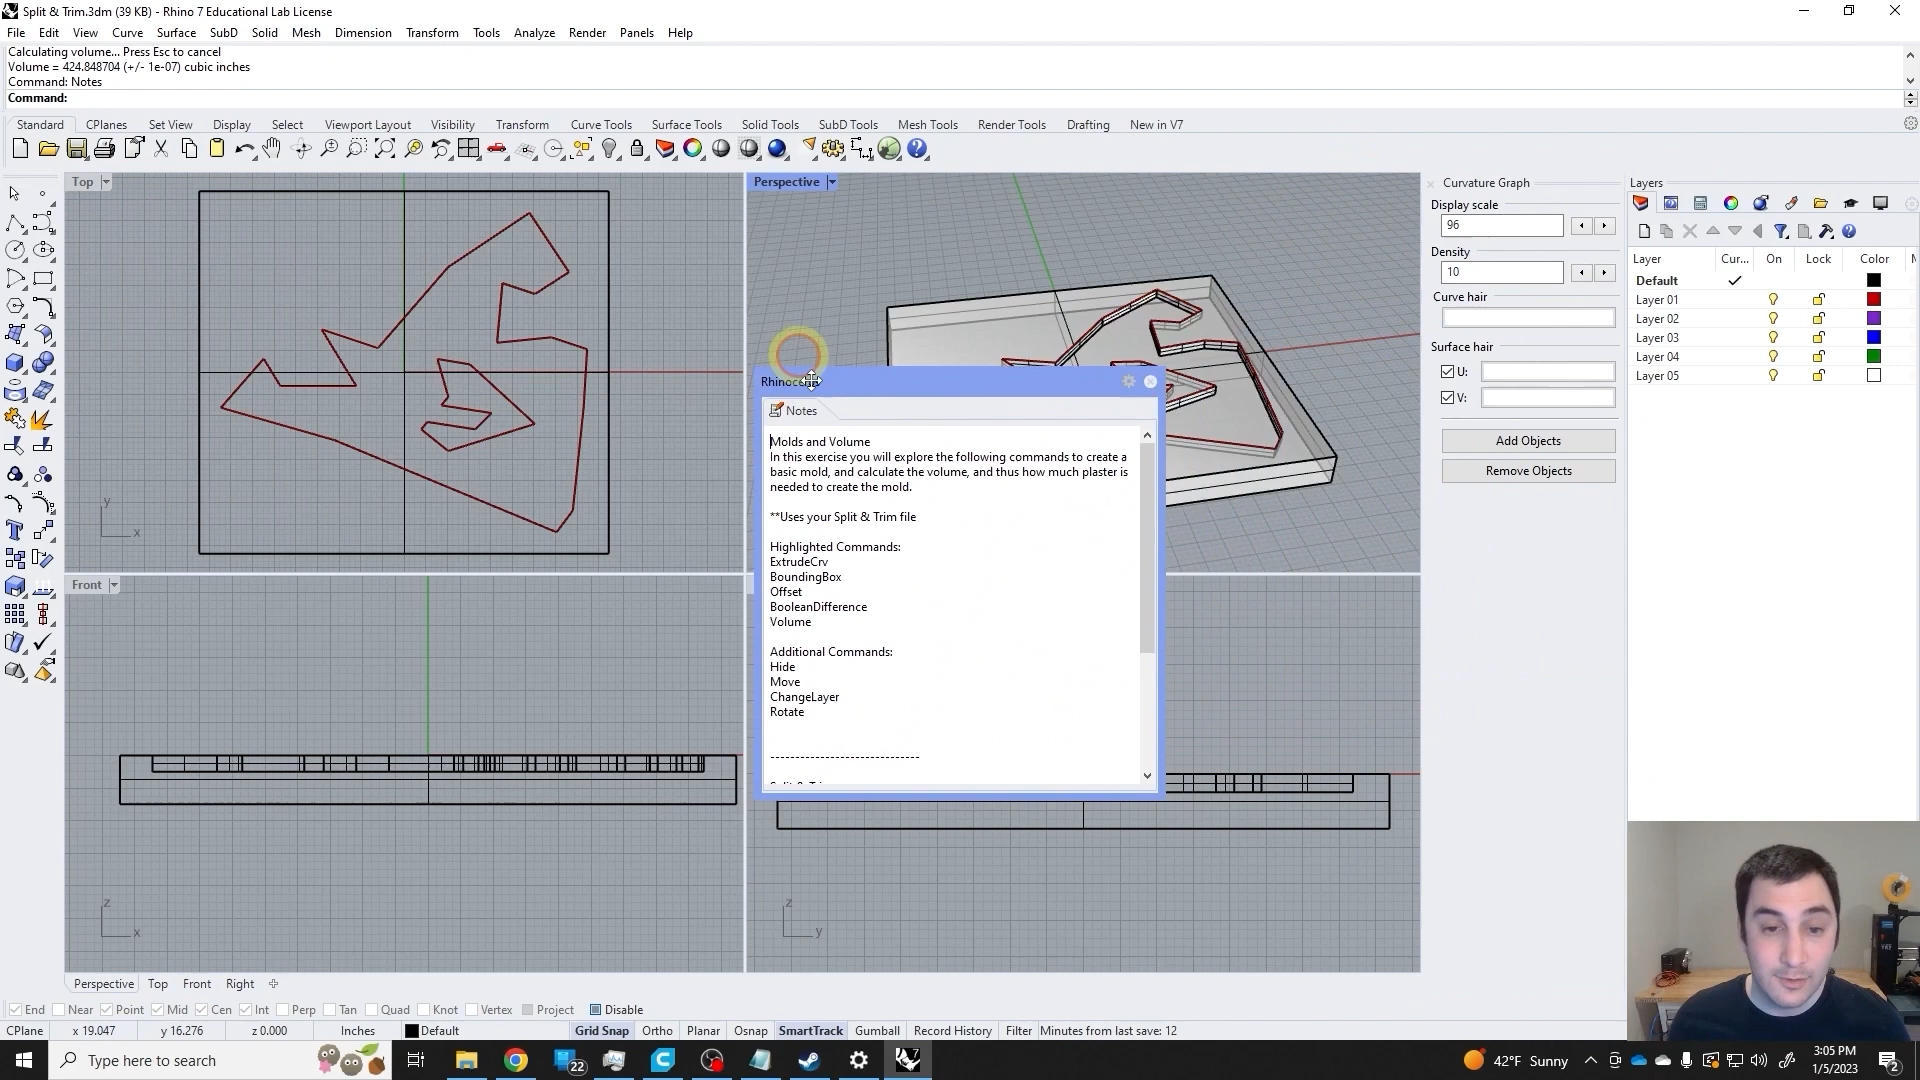 Split & Trim.3dm (39 KB) - Rhino 7 Educational Lab License
File Edit View Curve Surface SubD Solid Mesh Dimension Transform Tools Analyze Render Panels Help
Calculating volume... Press Esc to cancel
Volume = 424.848704 (+/- 1e-07) cubic inches
Command: Notes
Command:
Standard CPlanes Set View Display Select Viewport Layout Visibility Transform Curve Tools Surface Tools Solid Tools SubD Tools Mesh Tools Render Tools Drafting New in V7
Top
y
x
Perspective
Front
z
x
z
y
Notes
Molds and Volume
In this exercise you will explore the following commands to create a
basic mold, and calculate the volume, and thus how much plaster is
needed to create the mold.
**Uses your Split & Trim file
Highlighted Commands:
ExtrudeCrv
BoundingBox
Offset
BooleanDifference
Volume
Additional Commands:
Hide
Move
ChangeLayer
Rotate
------------------------------
Curvature Graph
Display scale
96
Density
10
Curve hair
Surface hair
U:
V:
Add Objects
Remove Objects
Layers
Layer Cur... On Lock Color
Default
Layer 01
Layer 02
Layer 03
Layer 04
Layer 05
Perspective Top Front Right
End Near Point Mid Cen Int Perp Tan Quad Knot Vertex Project Disable
CPlane x 19.047 y 16.276 z 0.000 Inches Default Grid Snap Ortho Planar Osnap SmartTrack Gumball Record History Filter Minutes from last save: 12
Type here to search
22
42°F Sunny
3:05 PM
1/5/2023
2